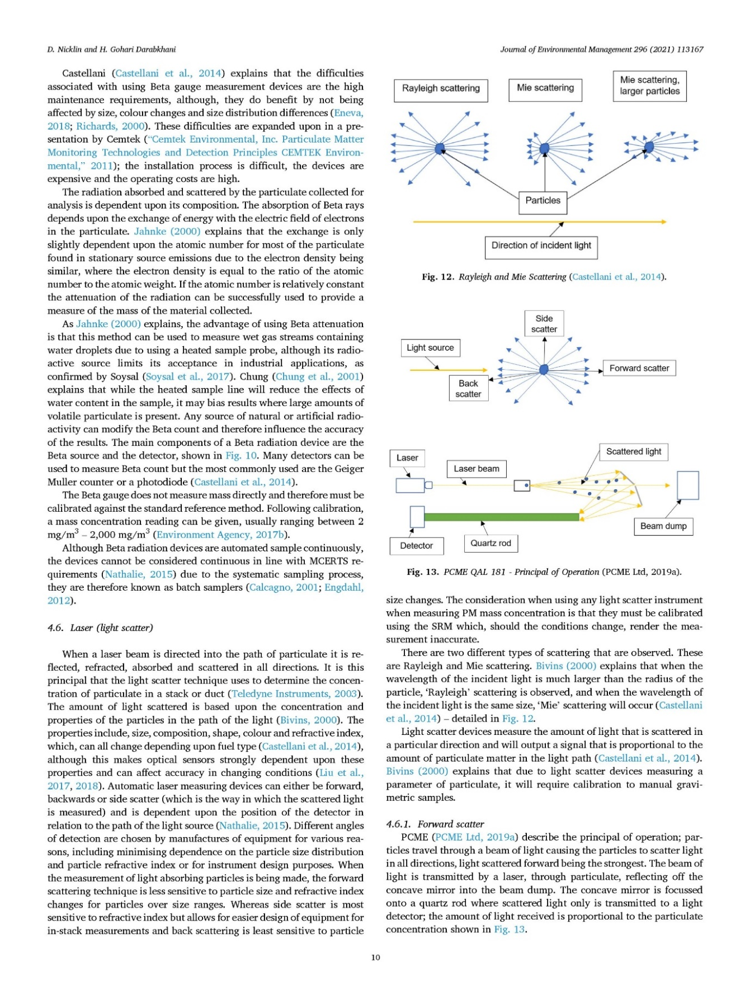 D. Nicklin and H. Gohari Darabkhani
Journal of Environmental Management 296 (2021) 113167
Castellani (Castellani et al., 2014) explains that the difficulties
associated with using Beta gauge measurement devices are the high
maintenance requirements, although, they do benefit by not being
affected by size, colour changes and size distribution differences (Eneva,
2018; Richards, 2000). These difficulties are expanded upon in a pre-
sentation by Cemtek (“Cemtek Environmental, Inc. Particulate Matter
Monitoring Technologies and Detection Principles CEMTEK Environ-
mental,” 2011); the installation process is difficult, the devices are
expensive and the operating costs are high.
The radiation absorbed and scattered by the particulate collected for
analysis is dependent upon its composition. The absorption of Beta rays
depends upon the exchange of energy with the electric field of electrons
in the particulate. Jahnke (2000) explains that the exchange is only
slightly dependent upon the atomic number for most of the particulate
found in stationary source emissions due to the electron density being
similar, where the electron density is equal to the ratio of the atomic
number to the atomic weight. If the atomic number is relatively constant
the attenuation of the radiation can be successfully used to provide a
measure of the mass of the material collected.
As Jahnke (2000) explains, the advantage of using Beta attenuation
is that this method can be used to measure wet gas streams containing
water droplets due to using a heated sample probe, although its radio-
active source limits its acceptance in industrial applications, as
confirmed by Soysal (Soysal et al., 2017). Chung (Chung et al., 2001)
explains that while the heated sample line will reduce the effects of
water content in the sample, it may bias results where large amounts of
volatile particulate is present. Any source of natural or artificial radio-
activity can modify the Beta count and therefore influence the accuracy
of the results. The main components of a Beta radiation device are the
Beta source and the detector, shown in Fig. 10. Many detectors can be
used to measure Beta count but the most commonly used are the Geiger
Muller counter or a photodiode (Castellani et al., 2014).
The Beta gauge does not measure mass directly and therefore must be
calibrated against the standard reference method. Following calibration,
a mass concentration reading can be given, usually ranging between 2
mg/m³ – 2,000 mg/m³ (Environment Agency, 2017b).
Although Beta radiation devices are automated sample continuously,
the devices cannot be considered continuous in line with MCERTS re-
quirements (Nathalie, 2015) due to the systematic sampling process,
they are therefore known as batch samplers (Calcagno, 2001; Engdahl,
2012).
4.6. Laser (light scatter)
When a laser beam is directed into the path of particulate it is re-
flected, refracted, absorbed and scattered in all directions. It is this
principal that the light scatter technique uses to determine the concen-
tration of particulate in a stack or duct (Teledyne Instruments, 2003).
The amount of light scattered is based upon the concentration and
properties of the particles in the path of the light (Bivins, 2000). The
properties include, size, composition, shape, colour and refractive index,
which, can all change depending upon fuel type (Castellani et al., 2014),
although this makes optical sensors strongly dependent upon these
properties and can affect accuracy in changing conditions (Liu et al.,
2017, 2018). Automatic laser measuring devices can either be forward,
backwards or side scatter (which is the way in which the scattered light
is measured) and is dependent upon the position of the detector in
relation to the path of the light source (Nathalie, 2015). Different angles
of detection are chosen by manufactures of equipment for various rea-
sons, including minimising dependence on the particle size distribution
and particle refractive index or for instrument design purposes. When
the measurement of light absorbing particles is being made, the forward
scattering technique is less sensitive to particle size and refractive index
changes for particles over size ranges. Whereas side scatter is most
sensitive to refractive index but allows for easier design of equipment for
in-stack measurements and back scattering is least sensitive to particle
Rayleigh scattering
Mie scattering
Mie scattering,
larger particles
Particles
Direction of incident light
Fig. 12. Rayleigh and Mie Scattering (Castellani et al., 2014).
Side
scatter
Light source
Forward scatter
Back
scatter
Scattered light
Laser
Laser beam
Beam dump
Detector
Quartz rod
Fig. 13. PCME QAL 181 - Principal of Operation (PCME Ltd, 2019a).
size changes. The consideration when using any light scatter instrument
when measuring PM mass concentration is that they must be calibrated
using the SRM which, should the conditions change, render the mea-
surement inaccurate.
There are two different types of scattering that are observed. These
are Rayleigh and Mie scattering. Bivins (2000) explains that when the
wavelength of the incident light is much larger than the radius of the
particle, ‘Rayleigh’ scattering is observed, and when the wavelength of
the incident light is the same size, ‘Mie’ scattering will occur (Castellani
et al., 2014) – detailed in Fig. 12.
Light scatter devices measure the amount of light that is scattered in
a particular direction and will output a signal that is proportional to the
amount of particulate matter in the light path (Castellani et al., 2014).
Bivins (2000) explains that due to light scatter devices measuring a
parameter of particulate, it will require calibration to manual gravi-
metric samples.
4.6.1. Forward scatter
PCME (PCME Ltd, 2019a) describe the principal of operation; par-
ticles travel through a beam of light causing the particles to scatter light
in all directions, light scattered forward being the strongest. The beam of
light is transmitted by a laser, through particulate, reflecting off the
concave mirror into the beam dump. The concave mirror is focussed
onto a quartz rod where scattered light only is transmitted to a light
detector; the amount of light received is proportional to the particulate
concentration shown in Fig. 13.
10